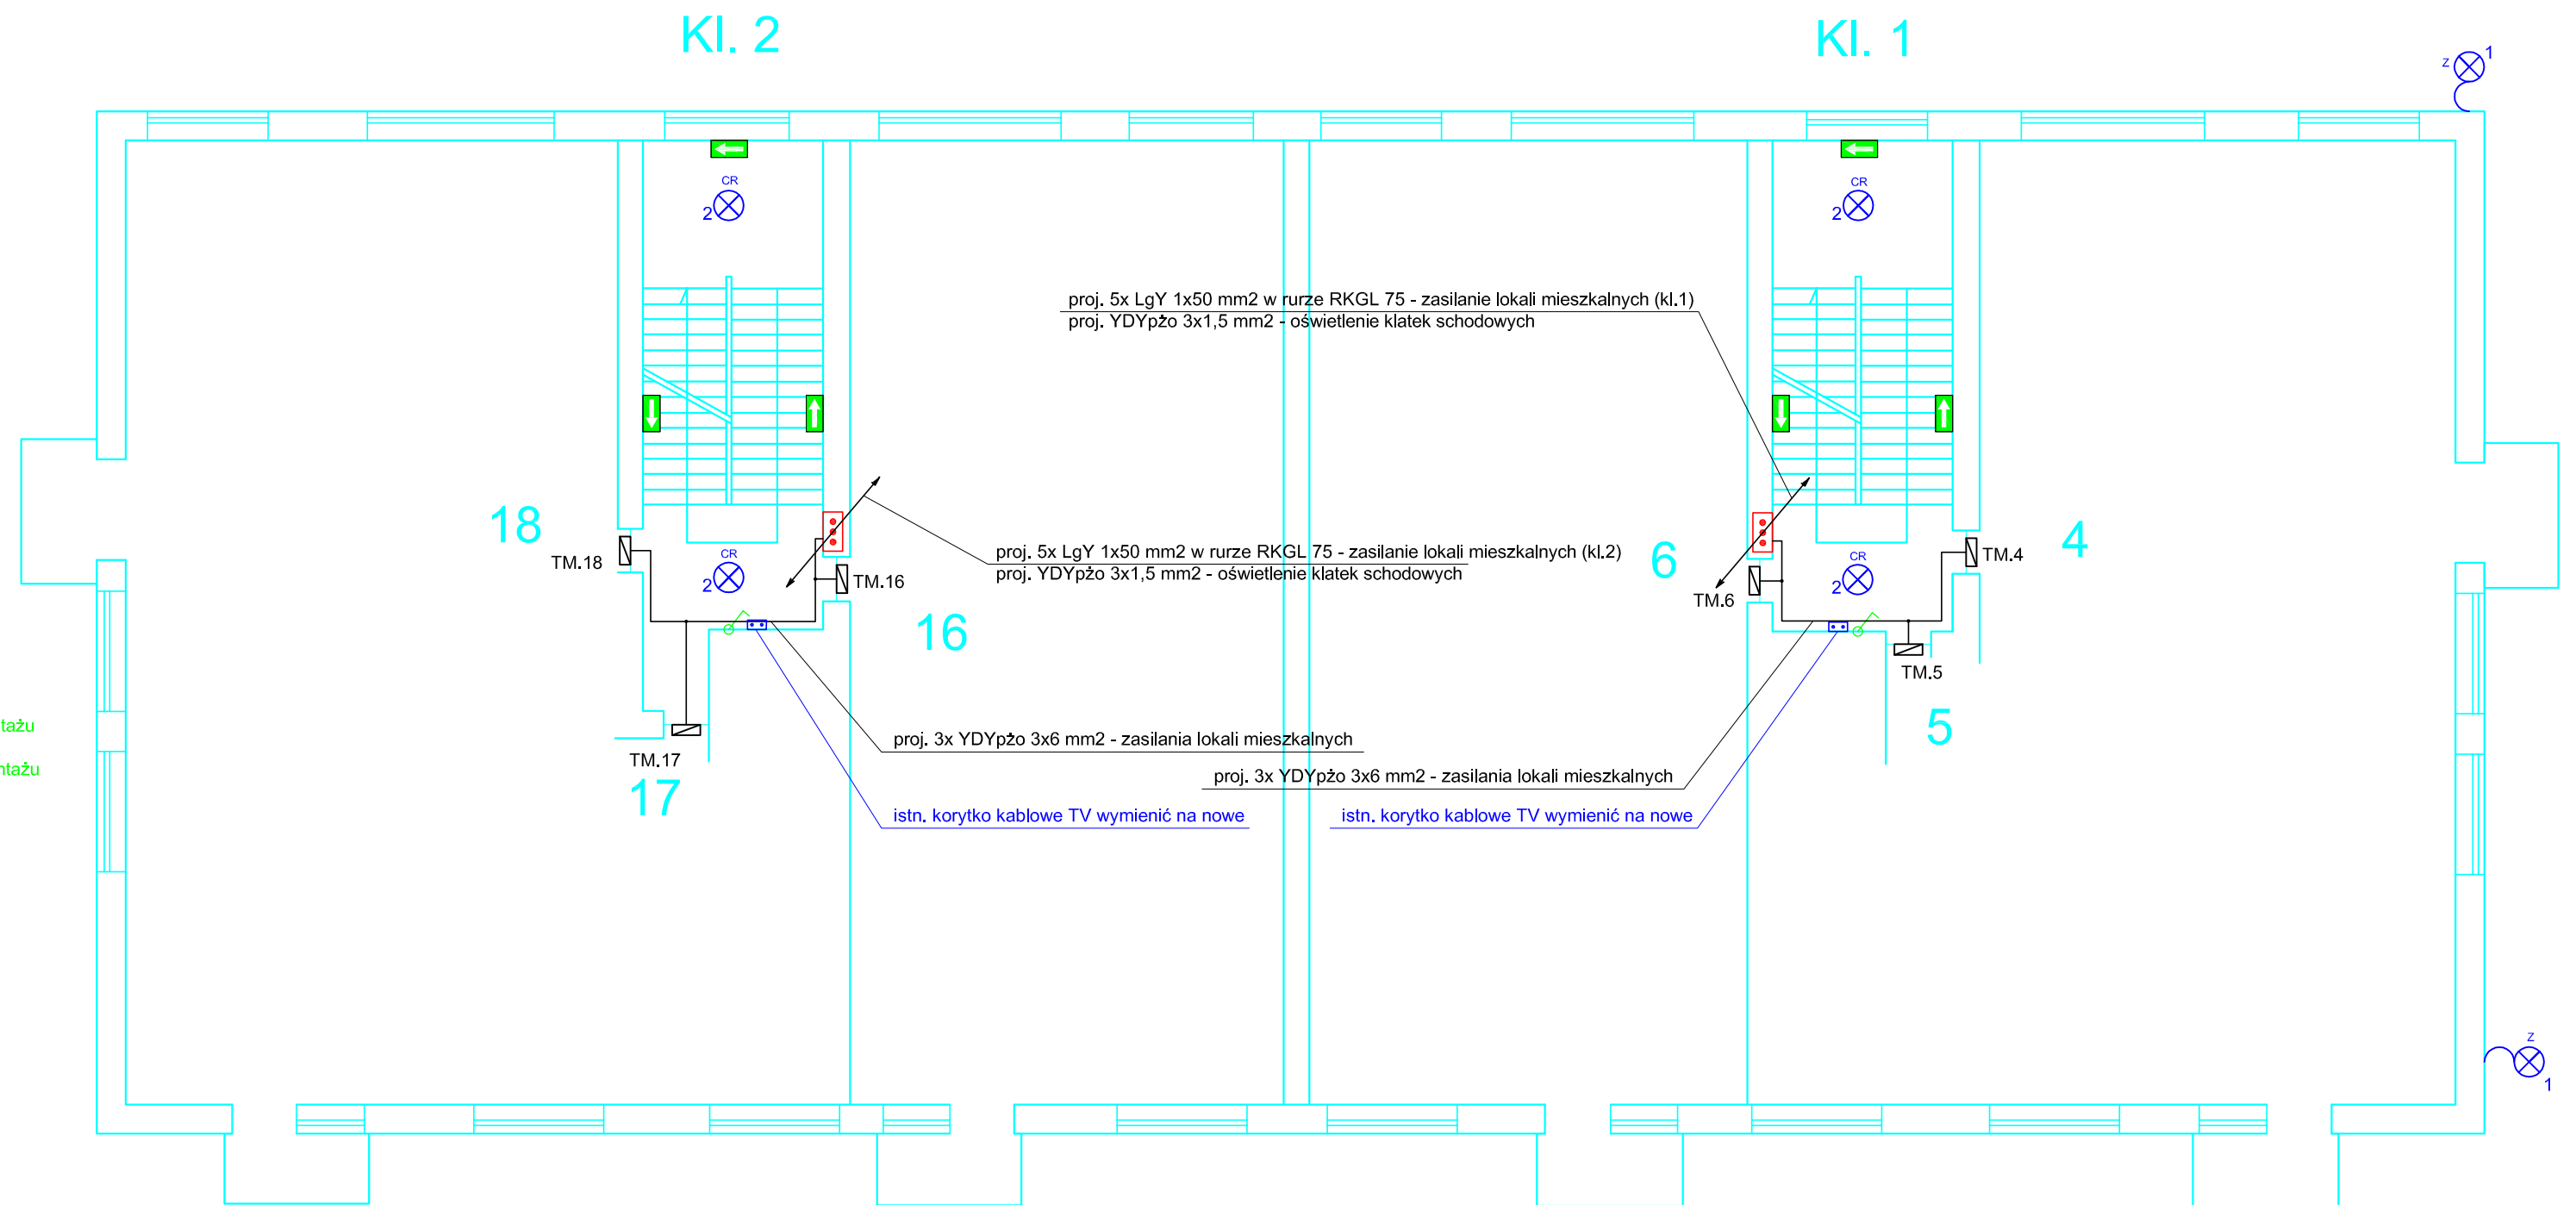 Kl. 2
Kl. 1
Z
1
CR
2
CR
2
proj. 5x LgY 1x50 mm2 w rurze RKGL 75 - zasilanie lokali mieszkalnych (kl.1)
proj. YDYpżo 3x1,5 mm2 - oświetlenie klatek schodowych
18
TM.18
CR
2
proj. 5x LgY 1x50 mm2 w rurze RKGL 75 - zasilanie lokali mieszkalnych (kl.2)
proj. YDYpżo 3x1,5 mm2 - oświetlenie klatek schodowych
TM.16
16
6
TM.6
CR
2
TM.4
4
TM.5
5
tażu
ntażu
TM.17
17
proj. 3x YDYpżo 3x6 mm2 - zasilania lokali mieszkalnych
proj. 3x YDYpżo 3x6 mm2 - zasilania lokali mieszkalnych
istn. korytko kablowe TV wymienić na nowe
istn. korytko kablowe TV wymienić na nowe
Z
1